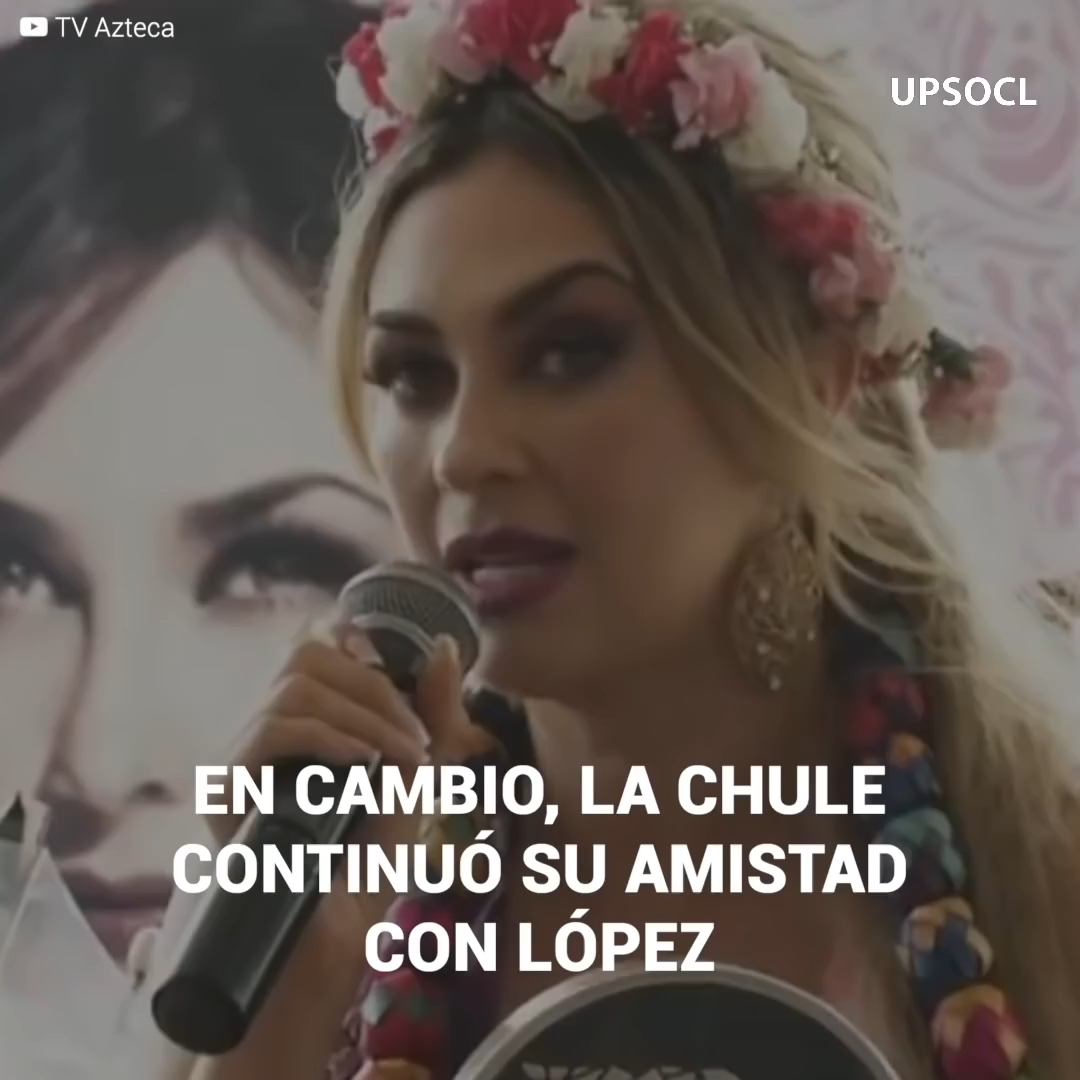 TV Azteca
UPSOCL
EN CAMBIO, LA CHULE
CONTINUÓ SU AMISTAD
CON LÓPEZ